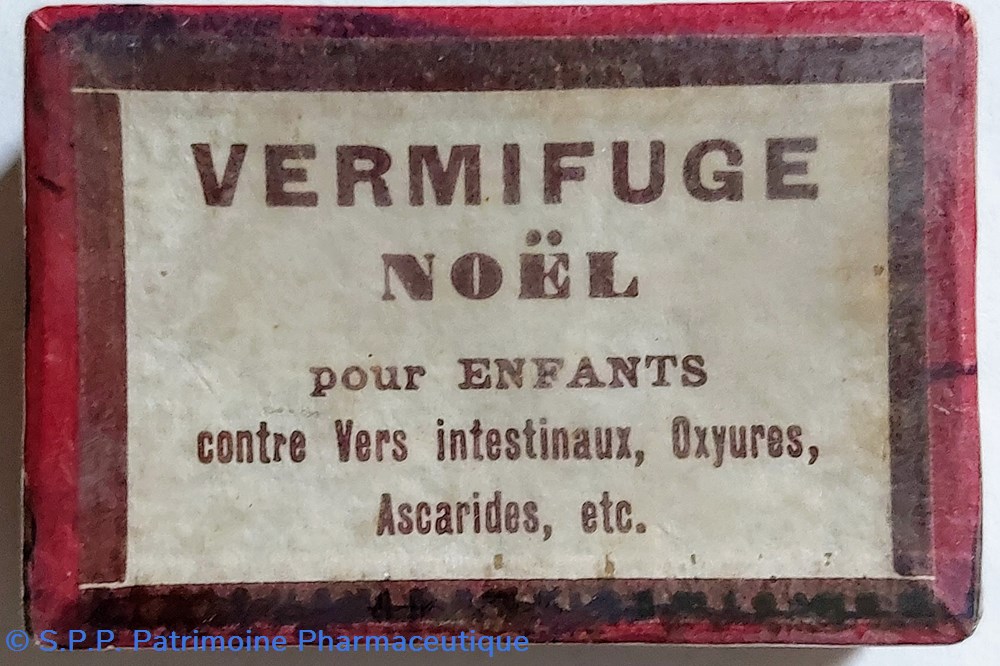 VERMIFUGE
NOËL
pour ENFANTS
contre Vers intestinaux, Oxyures,
Ascarides, etc.
© S.P.P. Patrimoine Pharmaceutique